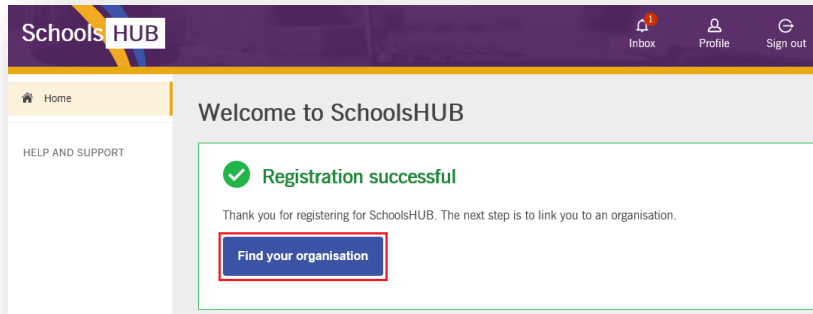 Schools HUB
1
Inbox
Profile
Sign out
Home
HELP AND SUPPORT
Welcome to SchoolsHUB
Registration successful
Thank you for registering for SchoolsHUB. The next step is to link you to an organisation.
Find your organisation